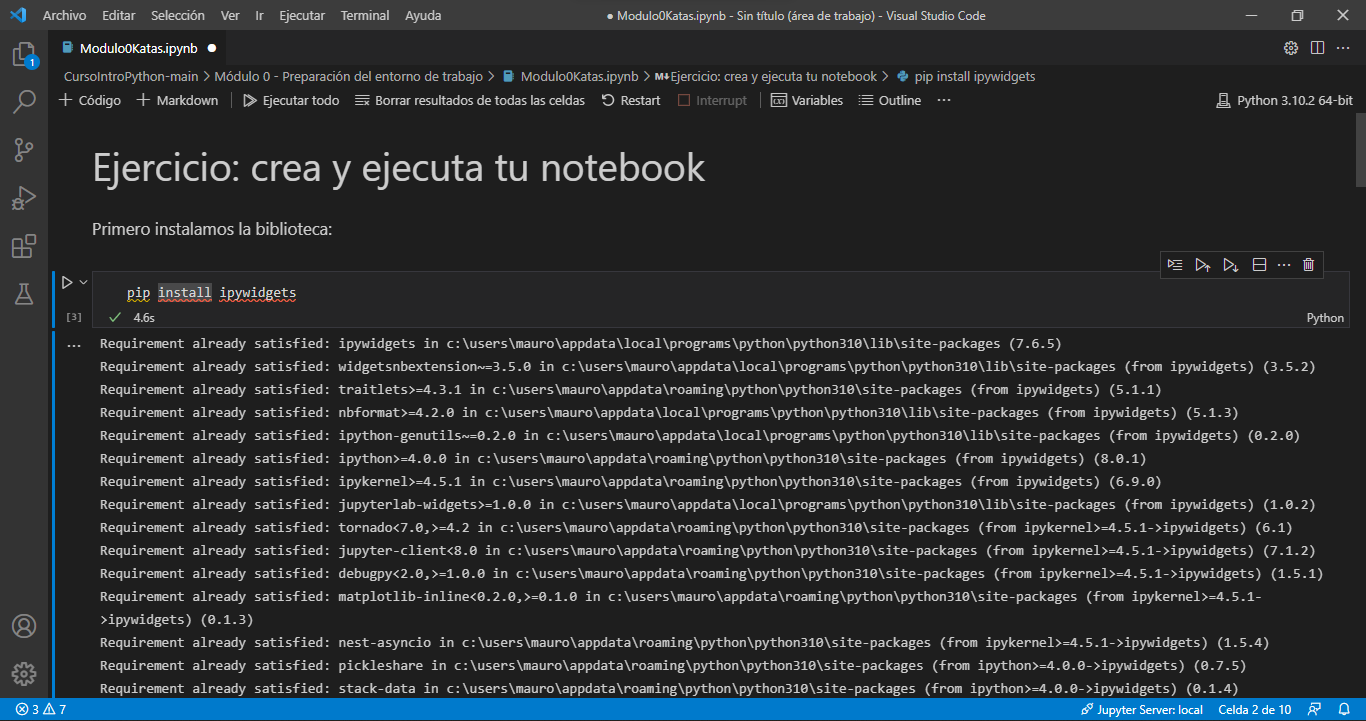 Archivo Editar Selección Ver Ir Ejecutar Terminal Ayuda ● Modulo0Katas.ipynb - Sin título (área de trabajo) - Visual Studio Code
Modulo0Katas.ipynb ●
CursoIntroPython-main > Módulo 0 - Preparación del entorno de trabajo > Modulo0Katas.ipynb > M↓Ejercicio: crea y ejecuta tu notebook > pip install ipywidgets
+ Código + Markdown Ejecutar todo Borrar resultados de todas las celdas Restart Interrupt Variables Outline ··· Python 3.10.2 64-bit
1
Ejercicio: crea y ejecuta tu notebook
Primero instalamos la biblioteca:
pip install ipywidgets
[3] ✓ 4.6s Python
Requirement already satisfied: ipywidgets in c:\users\mauro\appdata\local\programs\python\python310\lib\site-packages (7.6.5)
Requirement already satisfied: widgetsnbextension~=3.5.0 in c:\users\mauro\appdata\local\programs\python\python310\lib\site-packages (from ipywidgets) (3.5.2)
Requirement already satisfied: traitlets>=4.3.1 in c:\users\mauro\appdata\roaming\python\python310\site-packages (from ipywidgets) (5.1.1)
Requirement already satisfied: nbformat>=4.2.0 in c:\users\mauro\appdata\local\programs\python\python310\lib\site-packages (from ipywidgets) (5.1.3)
Requirement already satisfied: ipython-genutils~=0.2.0 in c:\users\mauro\appdata\local\programs\python\python310\lib\site-packages (from ipywidgets) (0.2.0)
Requirement already satisfied: ipython>=4.0.0 in c:\users\mauro\appdata\roaming\python\python310\site-packages (from ipywidgets) (8.0.1)
Requirement already satisfied: ipykernel>=4.5.1 in c:\users\mauro\appdata\roaming\python\python310\site-packages (from ipywidgets) (6.9.0)
Requirement already satisfied: jupyterlab-widgets>=1.0.0 in c:\users\mauro\appdata\local\programs\python\python310\lib\site-packages (from ipywidgets) (1.0.2)
Requirement already satisfied: tornado<7.0,>=4.2 in c:\users\mauro\appdata\roaming\python\python310\site-packages (from ipykernel>=4.5.1->ipywidgets) (6.1)
Requirement already satisfied: jupyter-client<8.0 in c:\users\mauro\appdata\roaming\python\python310\site-packages (from ipykernel>=4.5.1->ipywidgets) (7.1.2)
Requirement already satisfied: debugpy<2.0,>=1.0.0 in c:\users\mauro\appdata\roaming\python\python310\site-packages (from ipykernel>=4.5.1->ipywidgets) (1.5.1)
Requirement already satisfied: matplotlib-inline<0.2.0,>=0.1.0 in c:\users\mauro\appdata\roaming\python\python310\site-packages (from ipykernel>=4.5.1-
>ipywidgets) (0.1.3)
Requirement already satisfied: nest-asyncio in c:\users\mauro\appdata\roaming\python\python310\site-packages (from ipykernel>=4.5.1->ipywidgets) (1.5.4)
Requirement already satisfied: pickleshare in c:\users\mauro\appdata\roaming\python\python310\site-packages (from ipython>=4.0.0->ipywidgets) (0.7.5)
Requirement already satisfied: stack-data in c:\users\mauro\appdata\roaming\python\python310\site-packages (from ipython>=4.0.0->ipywidgets) (0.1.4)
3 7 Jupyter Server: local Celda 2 de 10